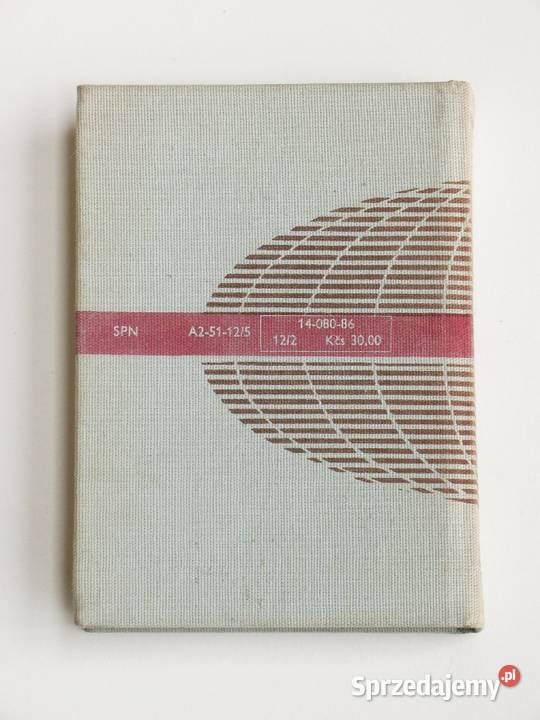 SPN A2-51-12/5 14-080-86
12/2 Kčs 30,00
Sprzedajemy.pl